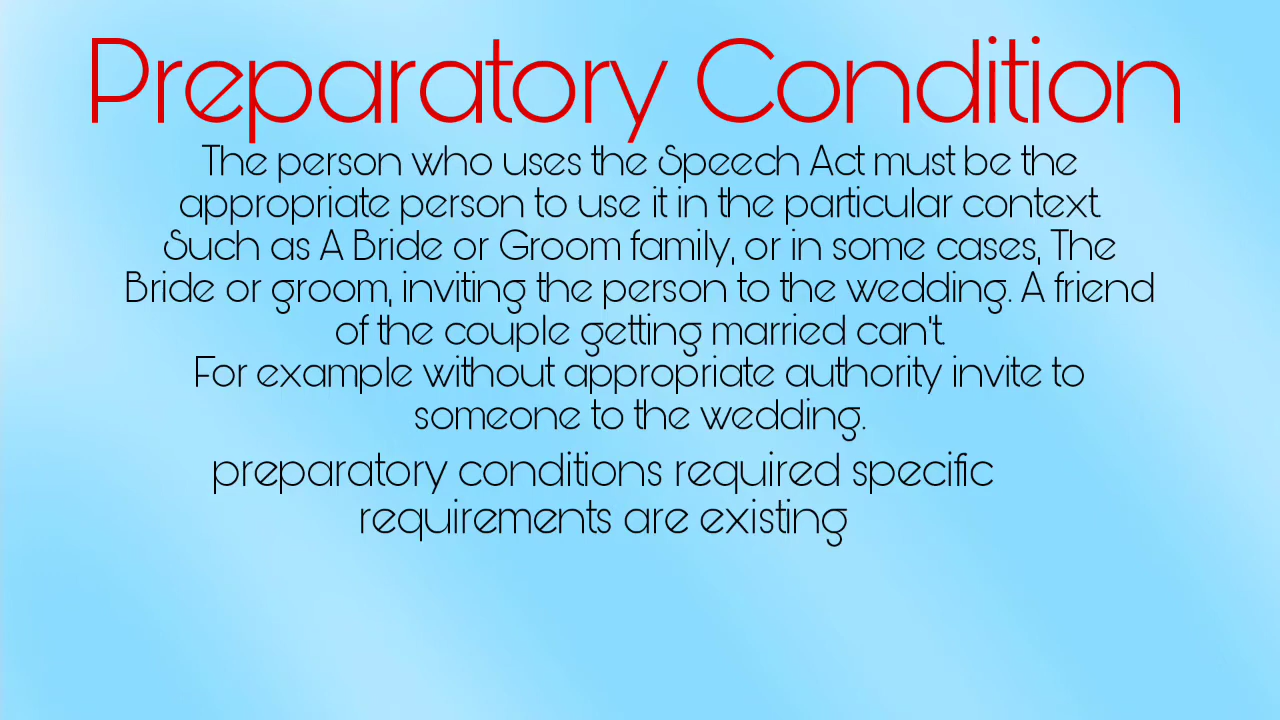 Preparatory Condition
The person who uses the Speech Act must be the
appropriate person to use it in the particular context.
Such as A Bride or Groom family, or in some cases, The
Bride or groom, inviting the person to the wedding. A friend
of the couple getting married can't.
For example without appropriate authority invite to
someone to the wedding.
preparatory conditions required specific
requirements are existing